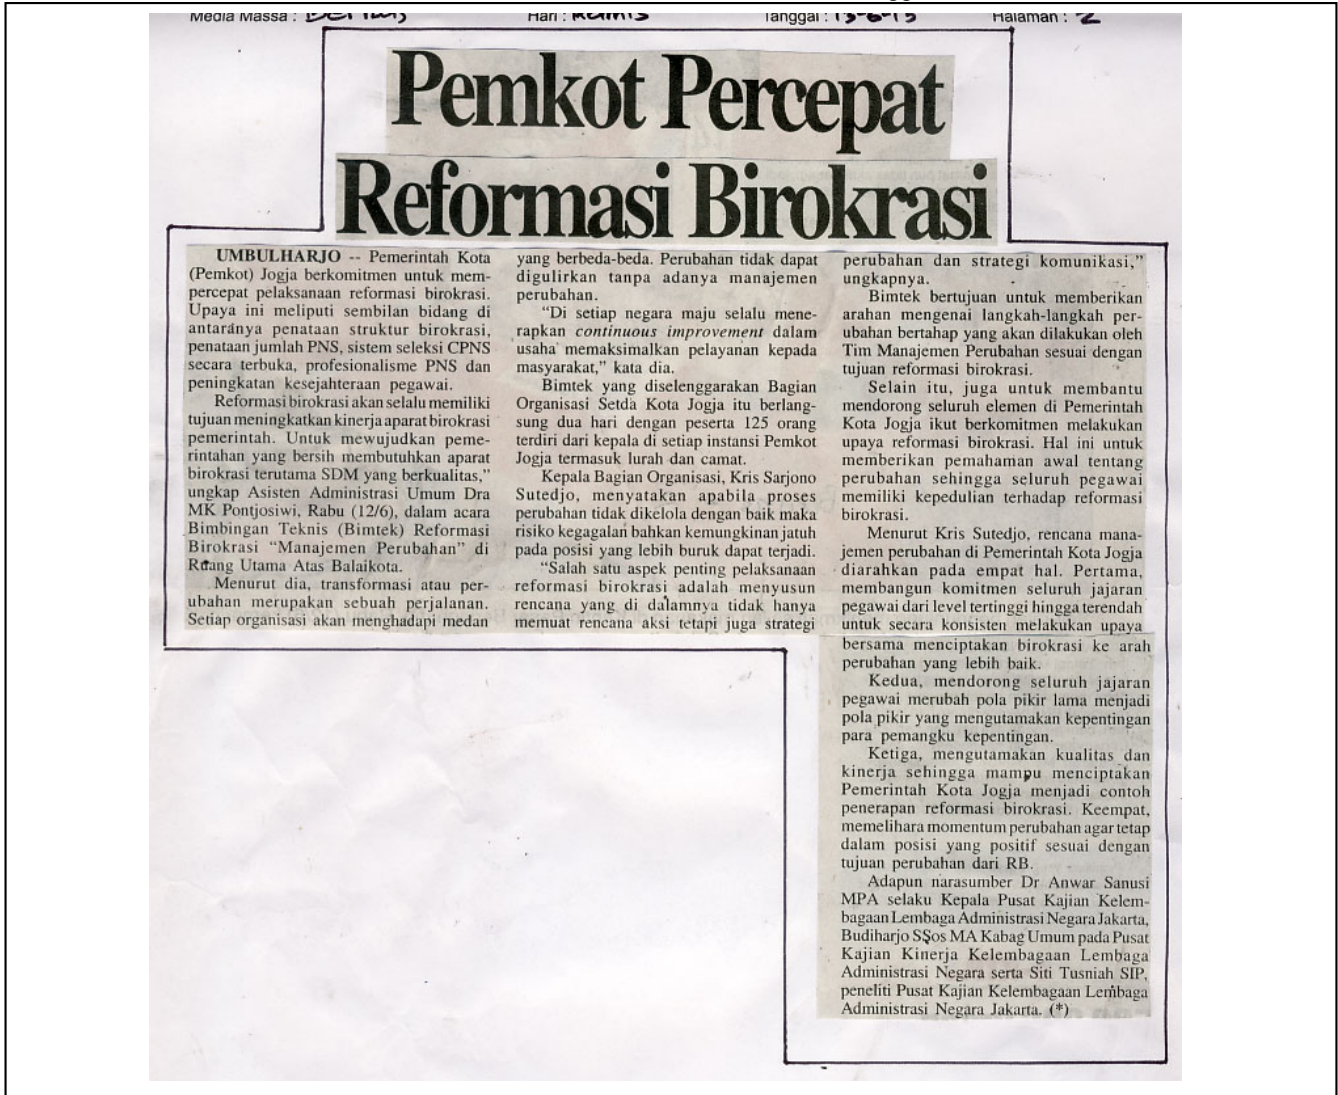 Media Massa : Bernas Hari : Kamis Tanggal : 13-6-13 Halaman : 2
Pemkot Percepat
Reformasi Birokrasi
UMBULHARJO -- Pemerintah Kota
(Pemkot) Jogja berkomitmen untuk mem-
percepat pelaksanaan reformasi birokrasi.
Upaya ini meliputi sembilan bidang di
antaranya penataan struktur birokrasi,
penataan jumlah PNS, sistem seleksi CPNS
secara terbuka, profesionalisme PNS dan
peningkatan kesejahteraan pegawai.
Reformasi birokrasi akan selalu memiliki
tujuan meningkatkan kinerja aparat birokrasi
pemerintah. Untuk mewujudkan peme-
rintahan yang bersih membutuhkan aparat
birokrasi terutama SDM yang berkualitas,”
ungkap Asisten Administrasi Umum Dra
MK Pontjosiwi, Rabu (12/6), dalam acara
Bimbingan Teknis (Bimtek) Reformasi
Birokrasi “Manajemen Perubahan” di
Ruang Utama Atas Balaikota.
Menurut dia, transformasi atau per-
ubahan merupakan sebuah perjalanan.
Setiap organisasi akan menghadapi medan
yang berbeda-beda. Perubahan tidak dapat
digulirkan tanpa adanya manajemen
perubahan.
“Di setiap negara maju selalu mene-
rapkan continuous improvement dalam
usaha memaksimalkan pelayanan kepada
masyarakat,” kata dia.
Bimtek yang diselenggarakan Bagian
Organisasi Setda Kota Jogja itu berlang-
sung dua hari dengan peserta 125 orang
terdiri dari kepala di setiap instansi Pemkot
Jogja termasuk lurah dan camat.
Kepala Bagian Organisasi, Kris Sarjono
Sutedjo, menyatakan apabila proses
perubahan tidak dikelola dengan baik maka
risiko kegagalan bahkan kemungkinan jatuh
pada posisi yang lebih buruk dapat terjadi.
“Salah satu aspek penting pelaksanaan
reformasi birokrasi adalah menyusun
rencana yang di dalamnya tidak hanya
memuat rencana aksi tetapi juga strategi
perubahan dan strategi komunikasi,”
ungkapnya.
Bimtek bertujuan untuk memberikan
arahan mengenai langkah-langkah per-
ubahan bertahap yang akan dilakukan oleh
Tim Manajemen Perubahan sesuai dengan
tujuan reformasi birokrasi.
Selain itu, juga untuk membantu
mendorong seluruh elemen di Pemerintah
Kota Jogja ikut berkomitmen melakukan
upaya reformasi birokrasi. Hal ini untuk
memberikan pemahaman awal tentang
perubahan sehingga seluruh pegawai
memiliki kepedulian terhadap reformasi
birokrasi.
Menurut Kris Sutedjo, rencana mana-
jemen perubahan di Pemerintah Kota Jogja
diarahkan pada empat hal. Pertama,
membangun komitmen seluruh jajaran
pegawai dari level tertinggi hingga terendah
untuk secara konsisten melakukan upaya
bersama menciptakan birokrasi ke arah
perubahan yang lebih baik.
Kedua, mendorong seluruh jajaran
pegawai merubah pola pikir lama menjadi
pola pikir yang mengutamakan kepentingan
para pemangku kepentingan.
Ketiga, mengutamakan kualitas dan
kinerja sehingga mampu menciptakan
Pemerintah Kota Jogja menjadi contoh
penerapan reformasi birokrasi. Keempat,
memelihara momentum perubahan agar tetap
dalam posisi yang positif sesuai dengan
tujuan perubahan dari RB.
Adapun narasumber Dr Anwar Sanusi
MPA selaku Kepala Pusat Kajian Kelem-
bagaan Lembaga Administrasi Negara Jakarta,
Budiharjo SSos MA Kabag Umum pada Pusat
Kajian Kinerja Kelembagaan Lembaga
Administrasi Negara serta Siti Tusniah SIP,
peneliti Pusat Kajian Kelembagaan Lembaga
Administrasi Negara Jakarta. (*)